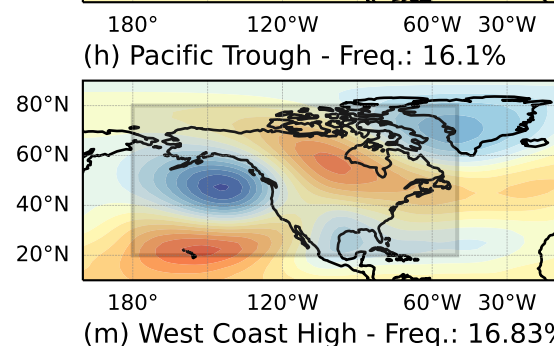 180° 120°W 60°W 30°W
(h) Pacific Trough - Freq.: 16.1%
80°N
60°N
40°N
20°N
180° 120°W 60°W 30°W
(m) West Coast High - Freq.: 16.83%